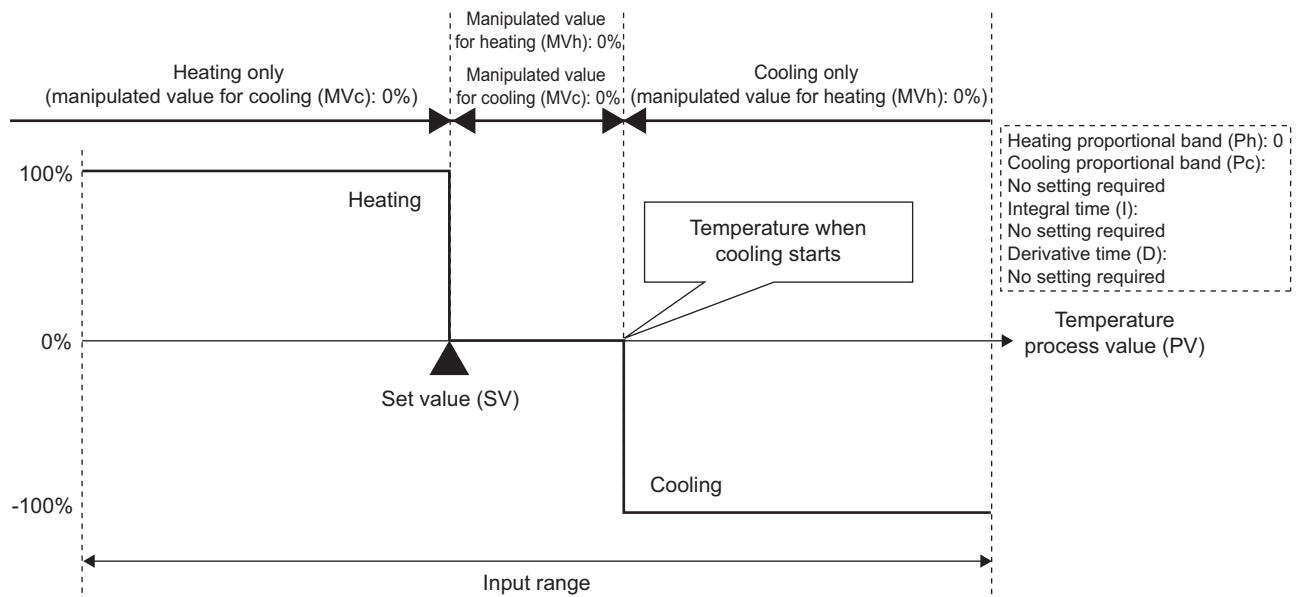 Manipulated value
for heating (MVh): 0%
Heating only
(manipulated value for cooling (MVc): 0%)
Manipulated value
for cooling (MVc): 0%
Cooling only
(manipulated value for heating (MVh): 0%)
Heating proportional band (Ph): 0
Cooling proportional band (Pc):
No setting required
Integral time (I):
No setting required
Derivative time (D):
No setting required
100%
Heating
Temperature when
cooling starts
0%
Temperature
process value (PV)
Set value (SV)
Cooling
-100%
Input range